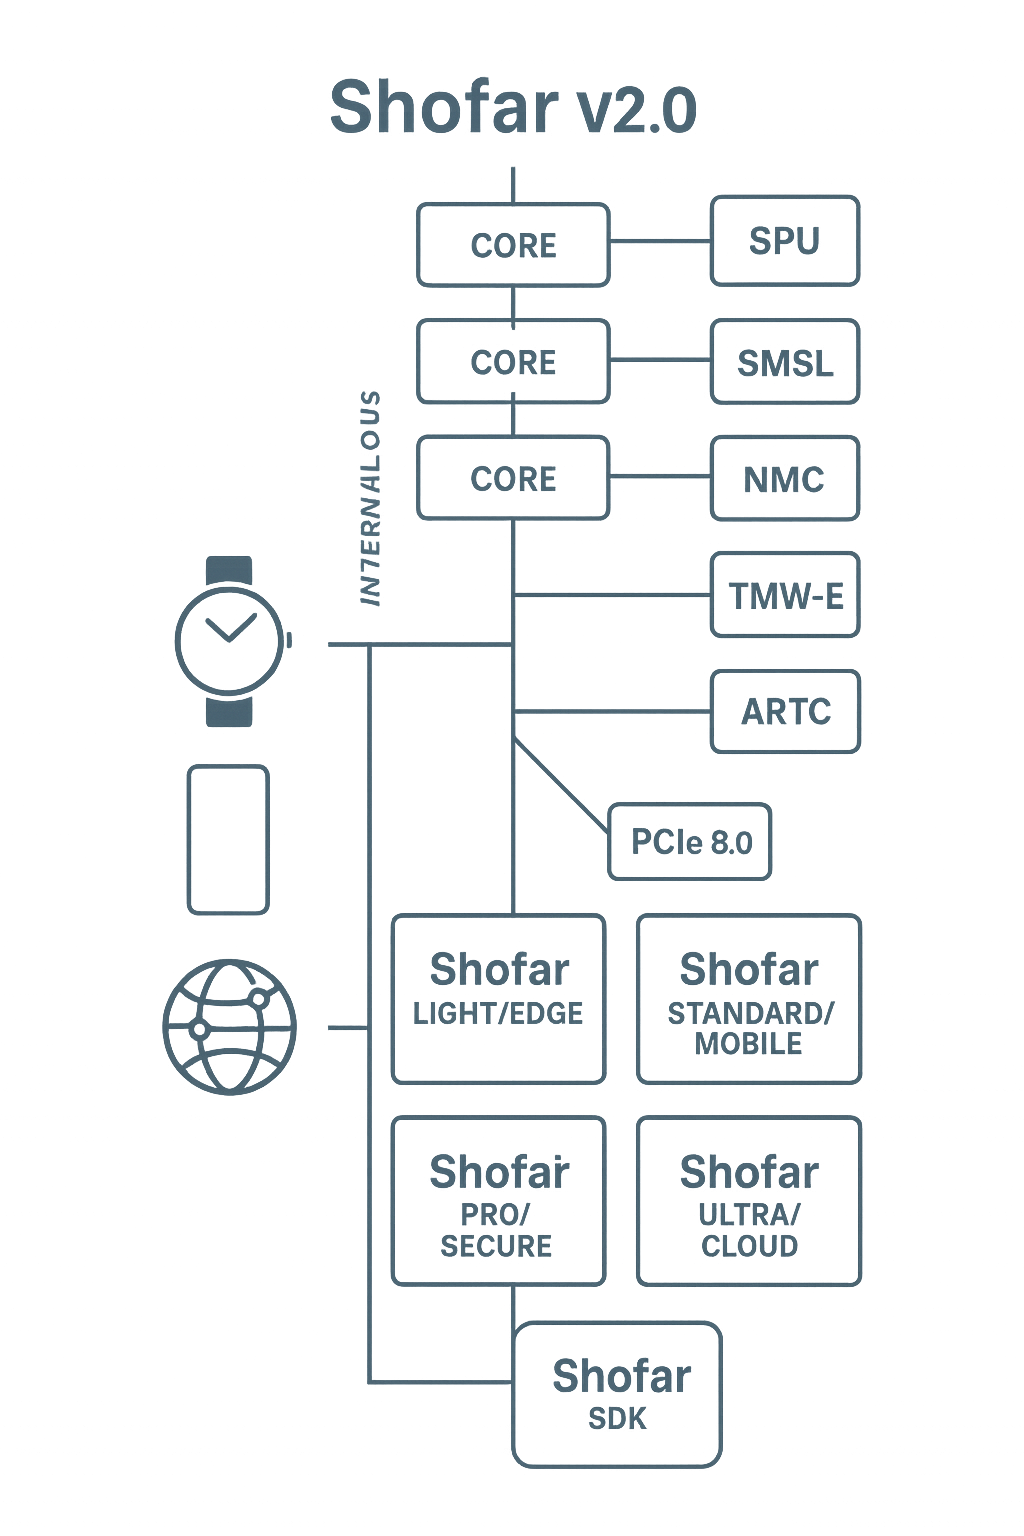 Shofar v2.0
CORE
SPU
CORE
SMSL
INTERNALOUS
CORE
NMC
TMW-E
ARTC
PCIe 8.0
Shofar
LIGHT/EDGE
Shofar
STANDARD/
MOBILE
Shofar
PRO/
SECURE
Shofar
ULTRA/
CLOUD
Shofar
SDK